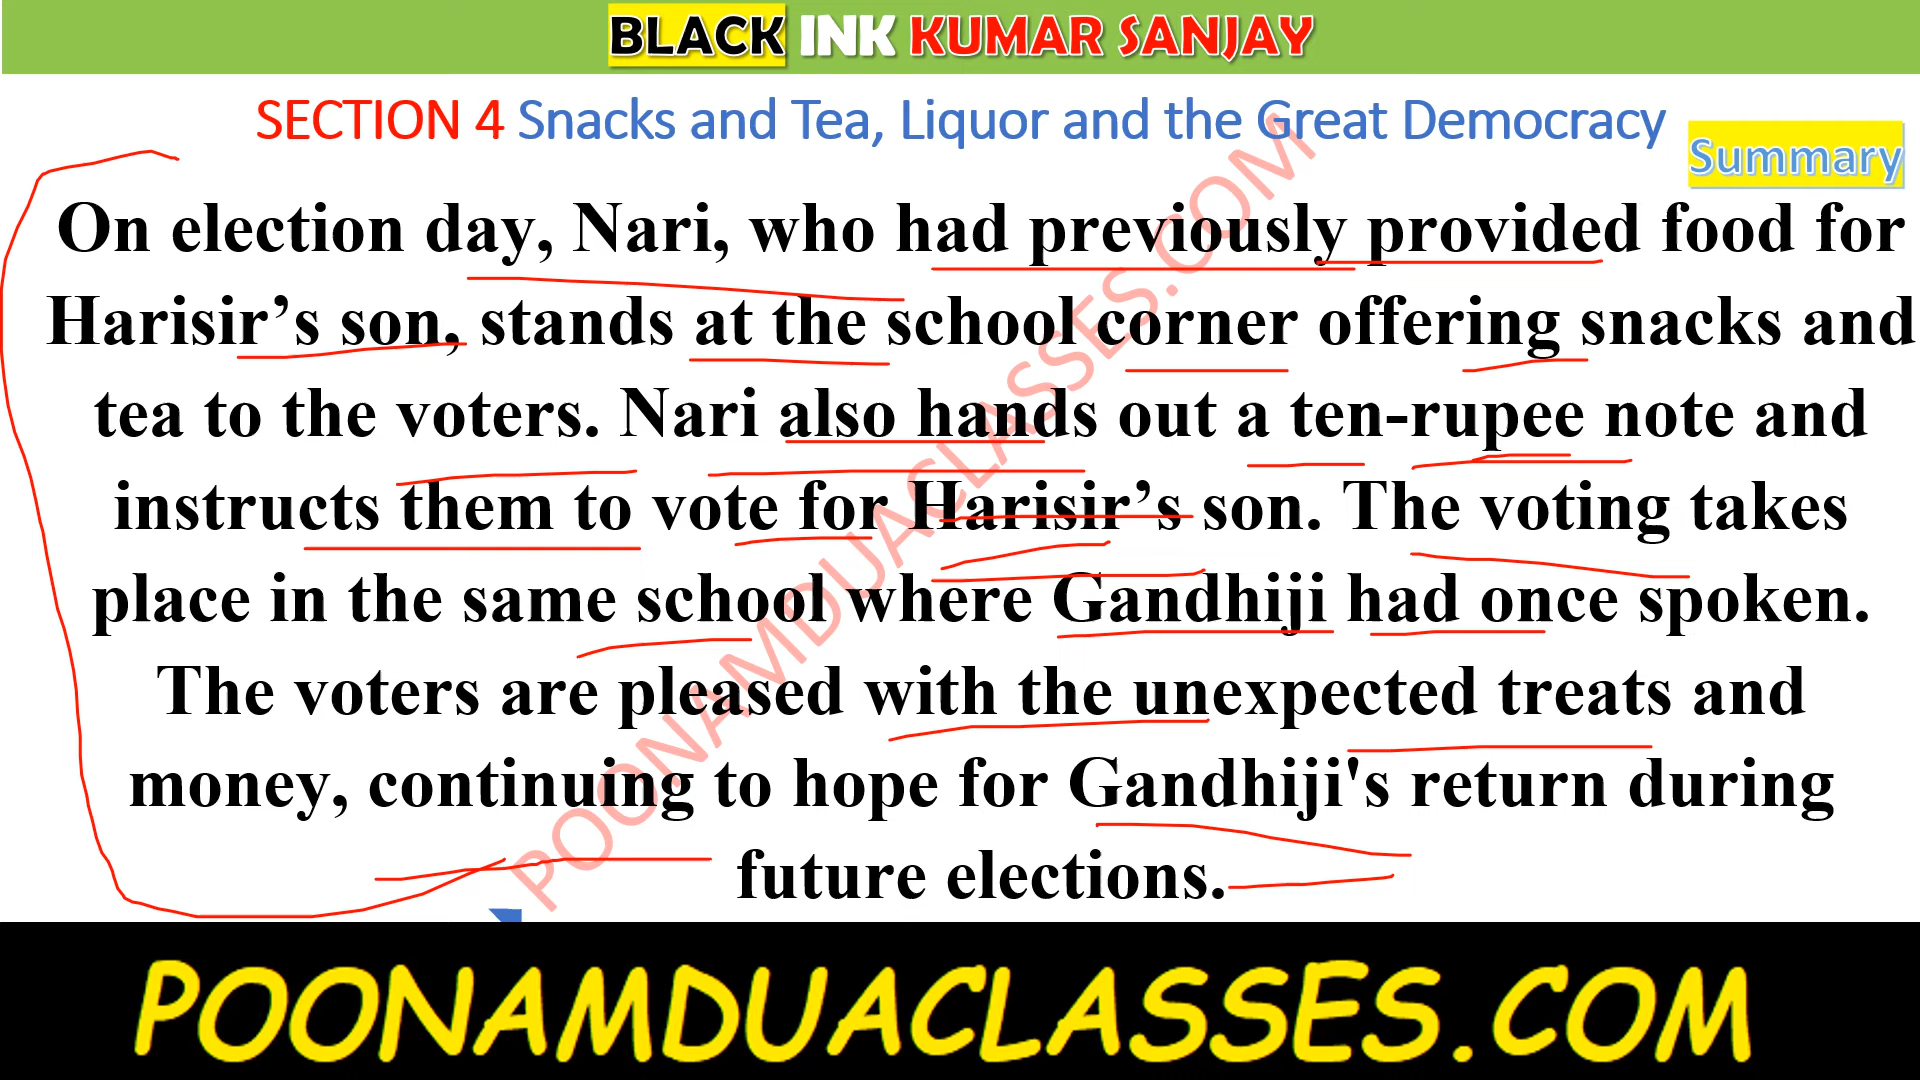 BLACK INK KUMAR SANJAY
SECTION 4 Snacks and Tea, Liquor and the Great Democracy
Summary
On election day, Nari, who had previously provided food for
Harisir’s son, stands at the school corner offering snacks and
tea to the voters. Nari also hands out a ten-rupee note and
instructs them to vote for Harisir’s son. The voting takes
place in the same school where Gandhiji had once spoken.
The voters are pleased with the unexpected treats and
money, continuing to hope for Gandhiji's return during
future elections.
POONAMDUACLASSES.COM
POONAMDUACLASSES.COM